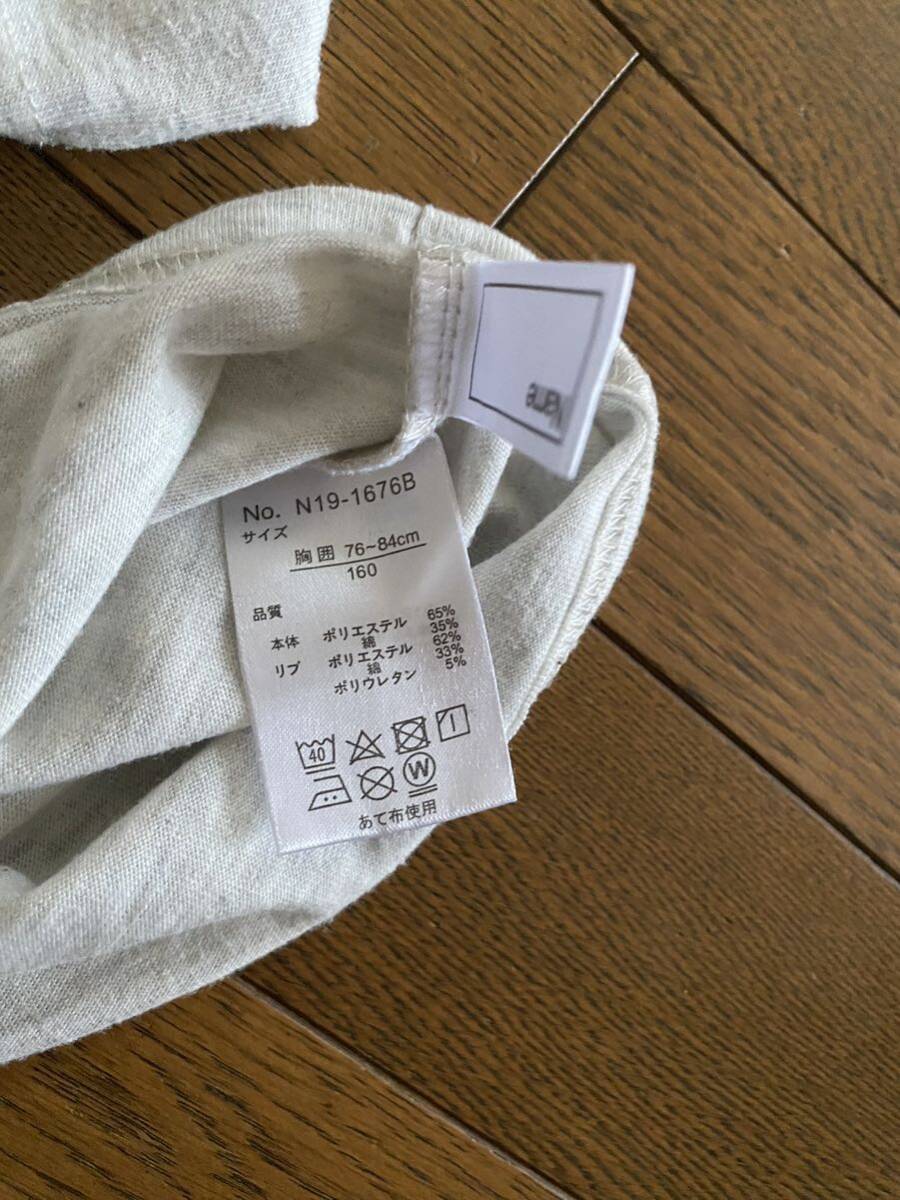 Name
No. N19-1676B
サイズ
胸囲 76~84cm
160
品質
本体 ポリエステル 65%
綿 35%
リブ ポリエステル 62%
綿 33%
ポリウレタン 5%
40
W
あて布使用